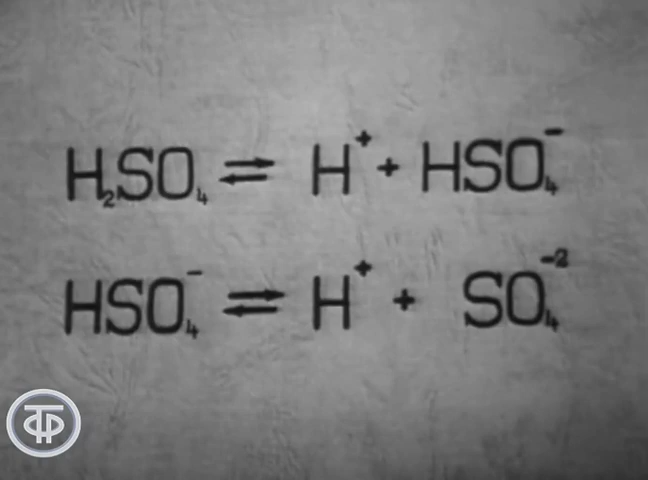 H₂SO₄ ⇌ H⁺ + HSO₄⁻
HSO₄⁻ ⇌ H⁺ + SO₄⁻²